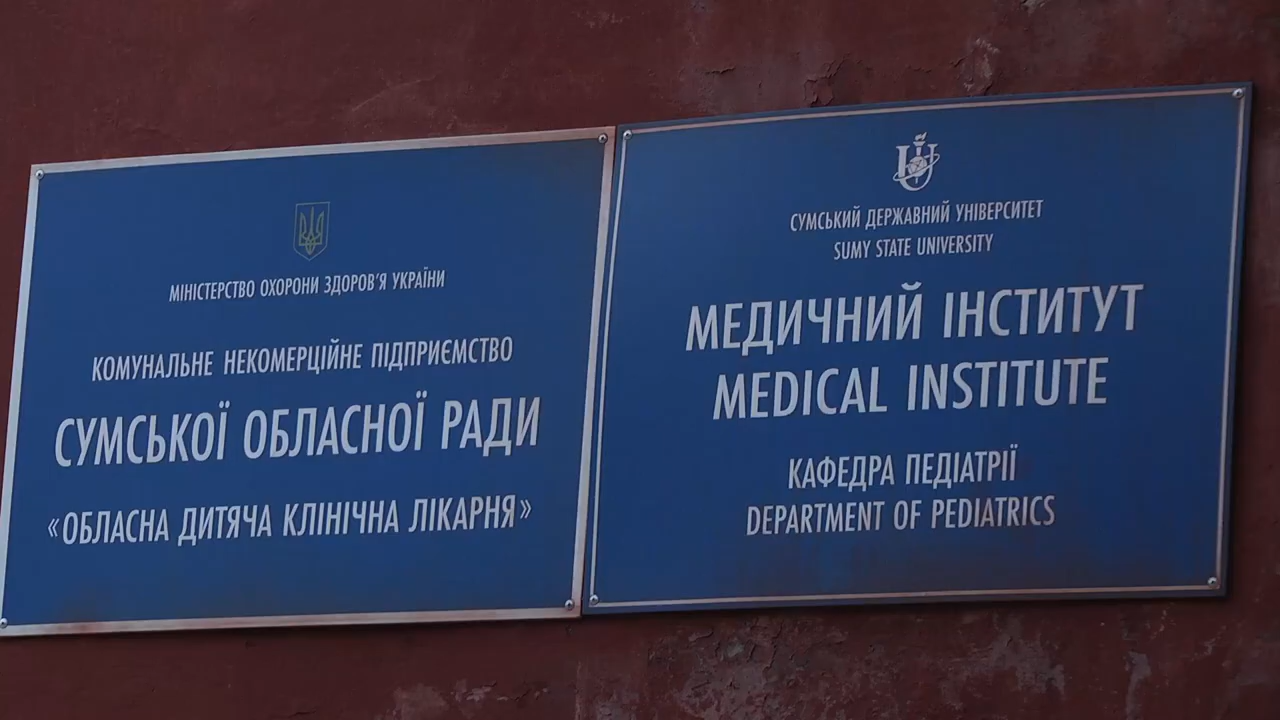 МІНІСТЕРСТВО ОХОРОНИ ЗДОРОВ'Я УКРАЇНИ
КОМУНАЛЬНЕ НЕКОМЕРЦІЙНЕ ПІДПРИЄМСТВО
СУМСЬКОЇ ОБЛАСНОЇ РАДИ
«ОБЛАСНА ДИТЯЧА КЛІНІЧНА ЛІКАРНЯ»
СУМСЬКИЙ ДЕРЖАВНИЙ УНІВЕРСИТЕТ
SUMY STATE UNIVERSITY
МЕДИЧНИЙ ІНСТИТУТ
MEDICAL INSTITUTE
КАФЕДРА ПЕДІАТРІЇ
DEPARTMENT OF PEDIATRICS